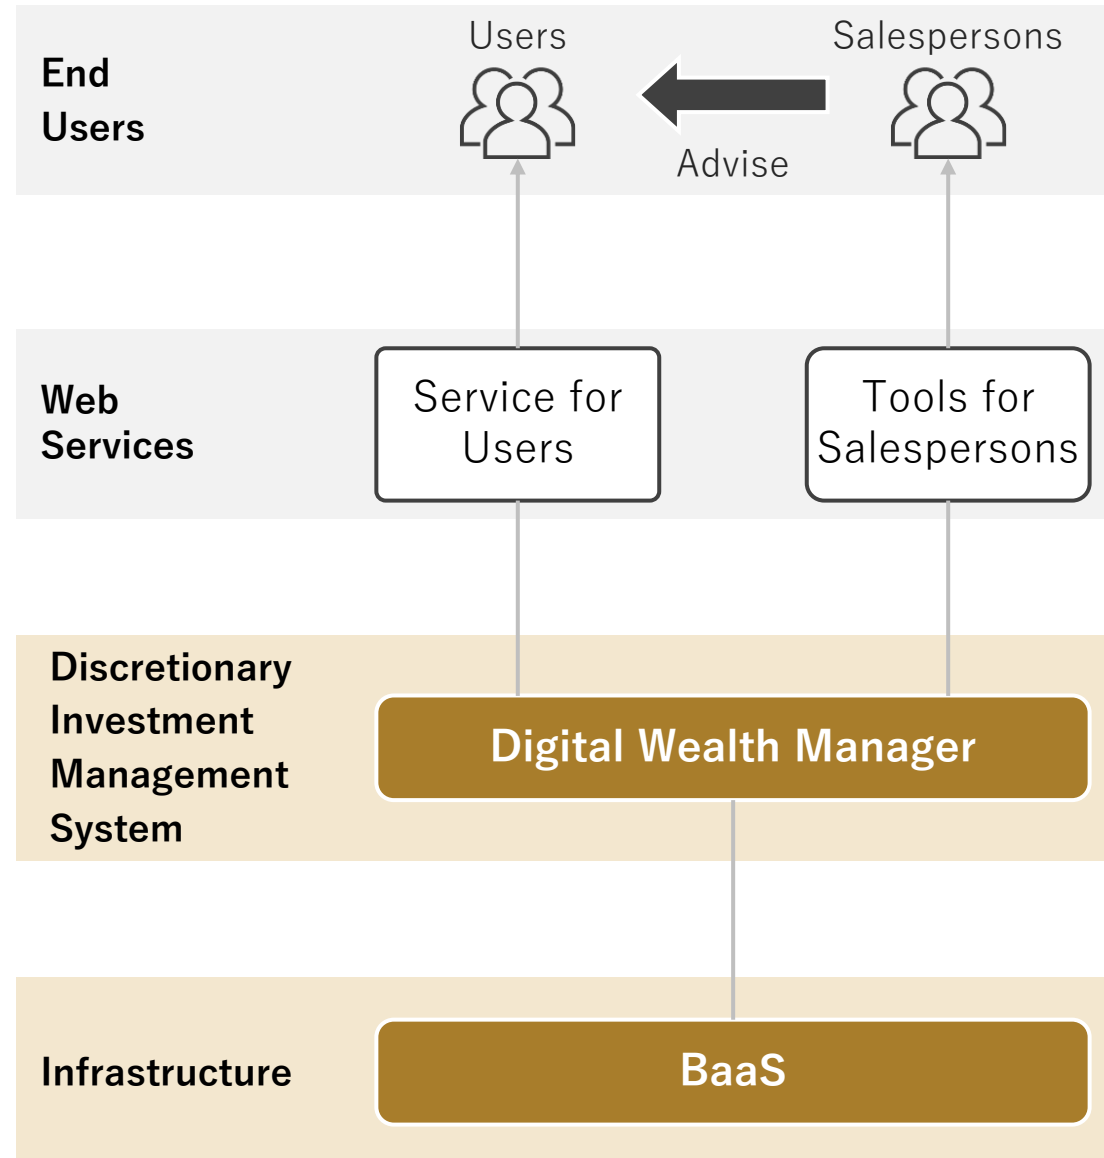 Users
Salespersons
End
Users
Advise
Web
Services
Service for
Users
Tools for
Salespersons
Discretionary
Investment
Management
System
Digital Wealth Manager
Infrastructure
BaaS